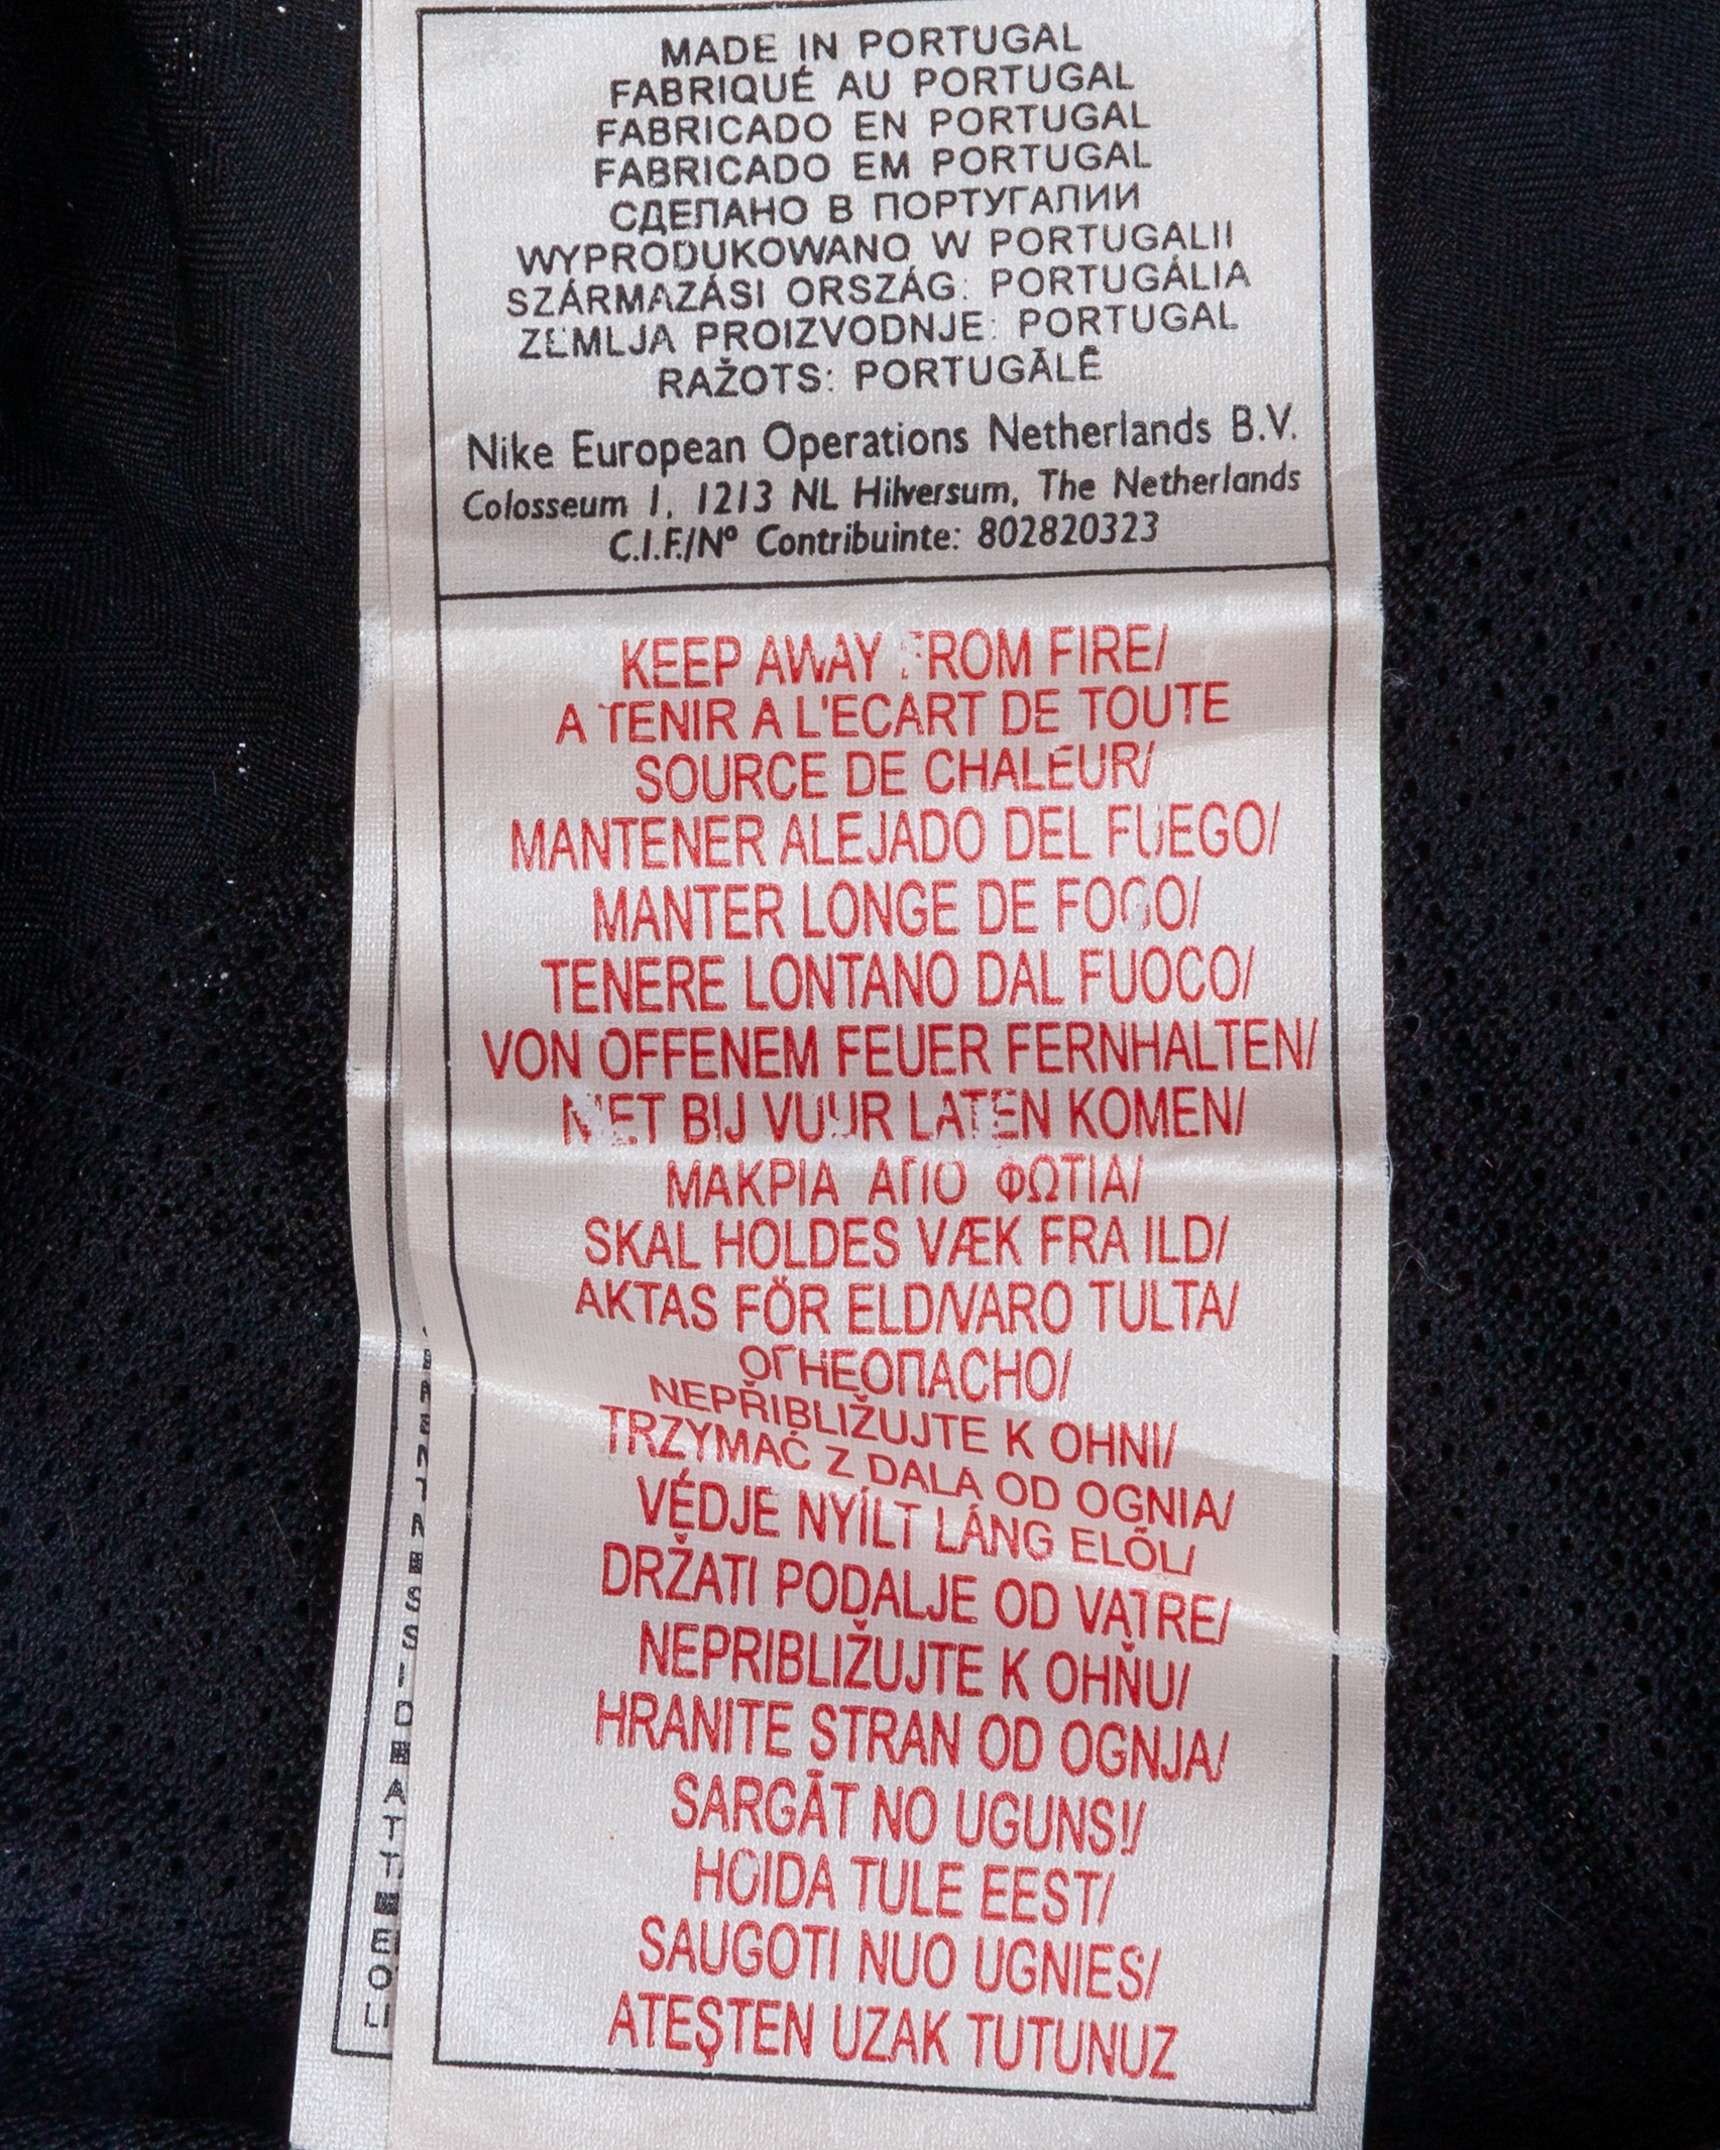 MADE IN PORTUGAL
FABRIQUÉ AU PORTUGAL
FABRICADO EN PORTUGAL
FABRICADO EM PORTUGAL
СДЕЛАНО В ПОРТУГАЛИИ
WYPRODUKOWANO W PORTUGALII
SZÁRMAZÁSI ORSZÁG: PORTUGÁLIA
ZEMLJA PROIZVODNJE: PORTUGAL
RAŽOTS: PORTUGĀLĒ
Nike European Operations Netherlands B.V.
Colosseum 1, 1213 NL Hilversum, The Netherlands
C.I.F./Nº Contribuinte: 802820323
KEEP AWAY FROM FIRE/
A TENIR A L'ECART DE TOUTE
SOURCE DE CHALEUR/
MANTENER ALEJADO DEL FUEGO/
MANTER LONGE DE FOGO/
TENERE LONTANO DAL FUOCO/
VON OFFENEM FEUER FERNHALTEN/
NIET BIJ VUUR LATEN KOMEN/
ΜΑΚΡΙΑ ΑΠΟ ΦΩΤΙΑ/
SKAL HOLDES VÆK FRA ILD/
AKTAS FÖR ELD/VARO TULTA/
ОГНЕОПАСНО/
NEPŘIBLIŽUJTE K OHNI/
TRZYMAĆ Z DALA OD OGNIA/
VÉDJE NYÍLT LÁNG ELŐL/
DRŽATI PODALJE OD VATRE/
NEPRIBLIŽUJTE K OHŇU/
HRANITE STRAN OD OGNJA/
SARGĀT NO UGUNS!/
HOIDA TULE EEST/
SAUGOTI NUO UGNIES/
ATEŞTEN UZAK TUTUNUZ